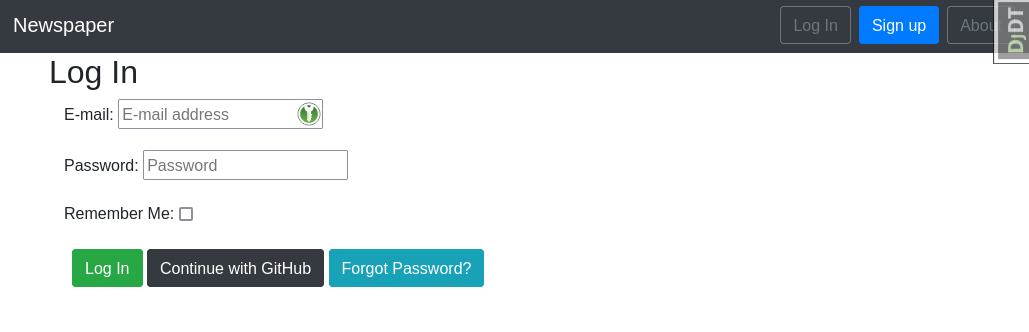 Newspaper
Log In
Sign up
About
DjDT
Log In
E-mail: E-mail address
Password: Password
Remember Me:
Log In
Continue with GitHub
Forgot Password?